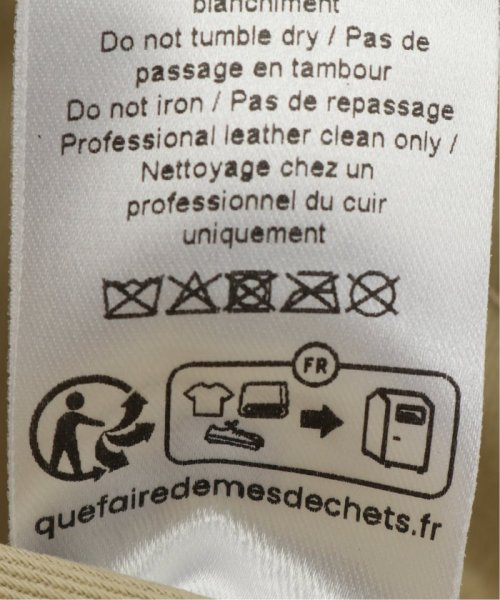 blanchiment
Do not tumble dry / Pas de
passage en tambour
Do not iron / Pas de repassage
Professional leather clean only /
Nettoyage chez un
professionnel du cuir
uniquement
FR
quefairedemesdechets.fr